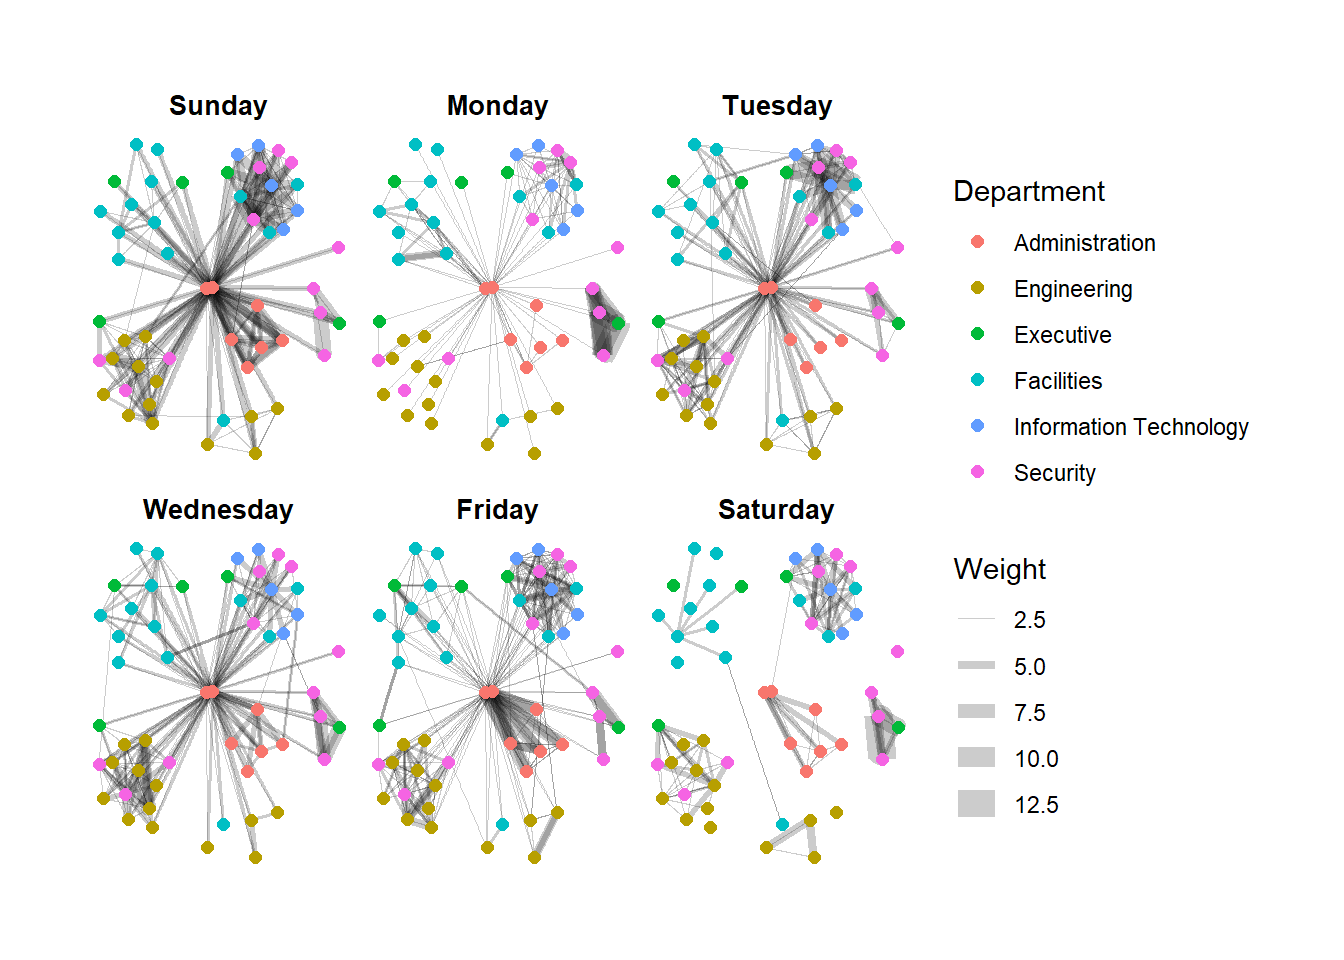 Sunday
Monday
Tuesday
Wednesday
Friday
Saturday
Department
Administration
Engineering
Executive
Facilities
Information Technology
Security
Weight
2.5
5.0
7.5
10.0
12.5